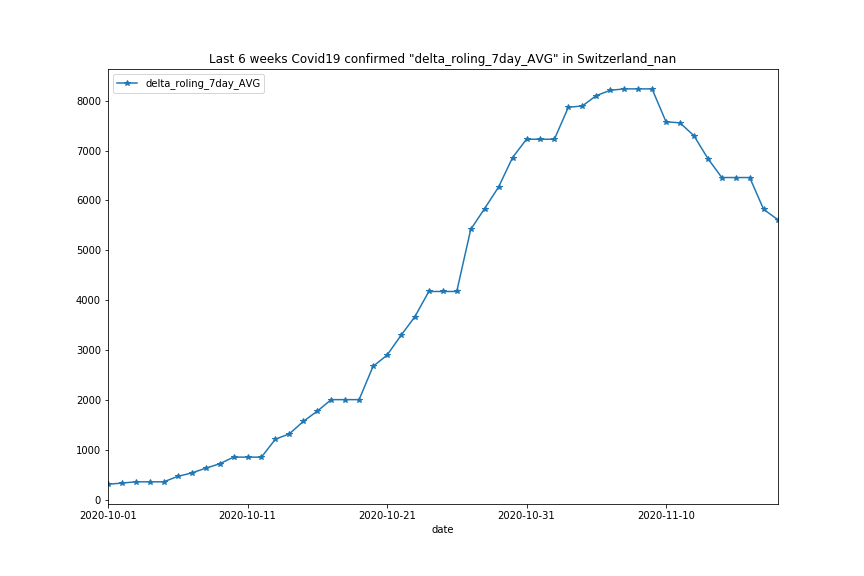 Last 6 weeks Covid19 confirmed "delta_roling_7day_AVG" in Switzerland_nan
delta_roling_7day_AVG
8000
7000
6000
5000
4000
3000
2000
1000
0
2020-10-01 2020-10-11 2020-10-21 2020-10-31 2020-11-10
date